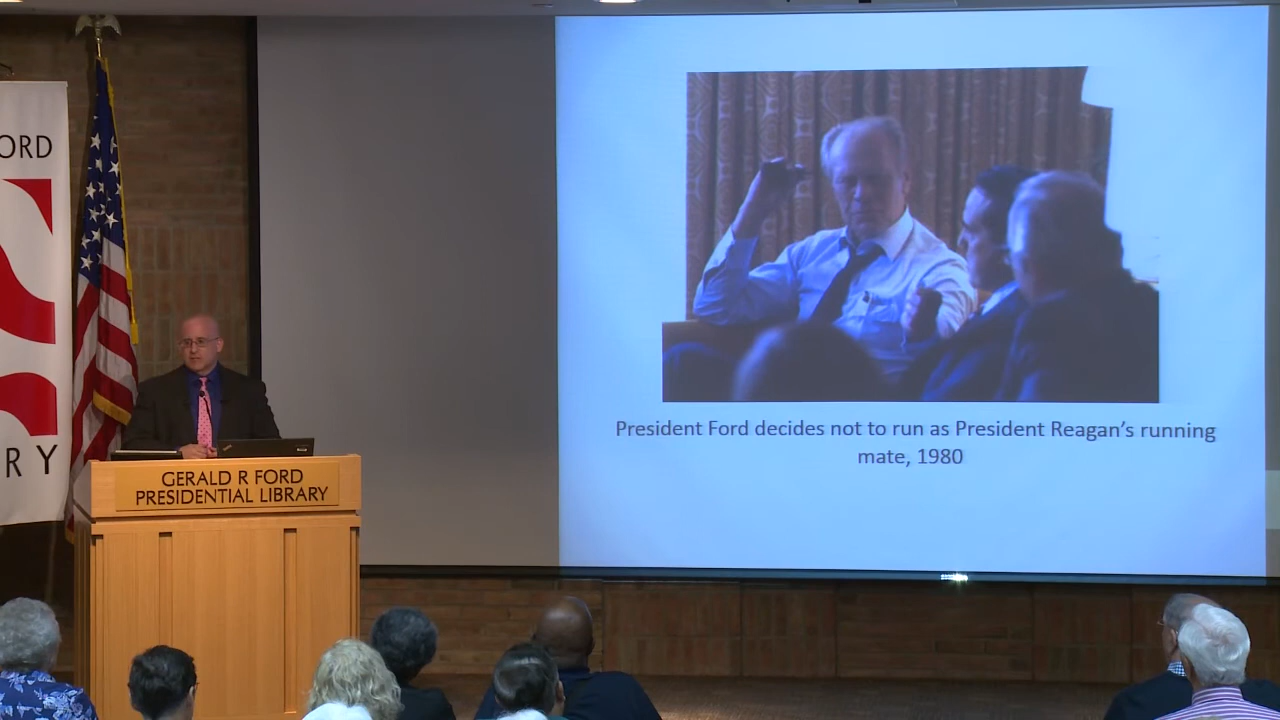 ORD
RY
GERALD R FORD
PRESIDENTIAL LIBRARY
President Ford decides not to run as President Reagan's running
mate, 1980